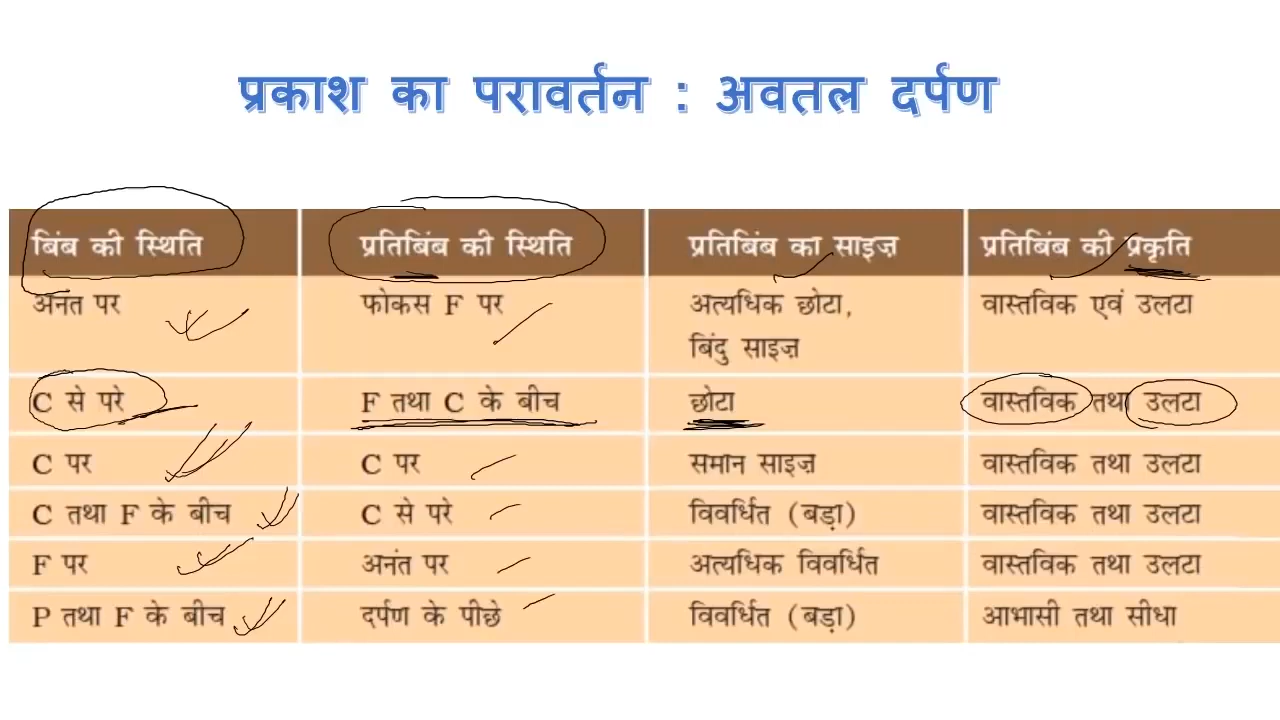 प्रकाश का परावर्तन : अवतल दर्पण
बिंब की स्थिति प्रतिबिंब की स्थिति प्रतिबिंब का साइज़ प्रतिबिंब की प्रकृति
अनंत पर फोकस F पर अत्यधिक छोटा, वास्तविक एवं उलटा
बिंदु साइज़
C से परे F तथा C के बीच छोटा वास्तविक तथा उलटा
C पर C पर समान साइज़ वास्तविक तथा उलटा
C तथा F के बीच C से परे विवर्धित (बड़ा) वास्तविक तथा उलटा
F पर अनंत पर अत्यधिक विवर्धित वास्तविक तथा उलटा
P तथा F के बीच दर्पण के पीछे विवर्धित (बड़ा) आभासी तथा सीधा